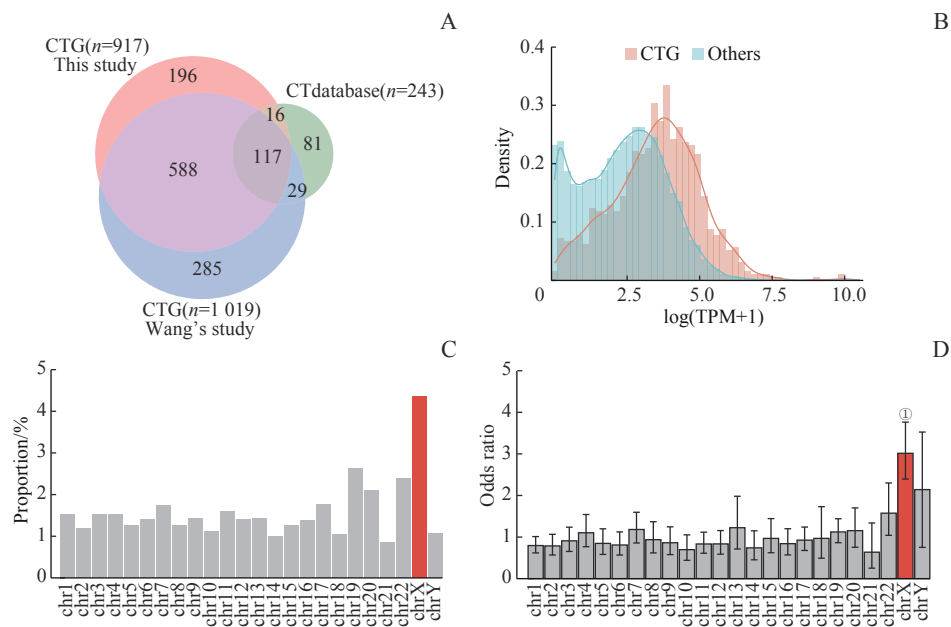 A
CTG(n=917)
This study
196
CTdatabase(n=243)
16
81
117
588
29
285
CTG(n=1 019)
Wang's study
B
CTG
Others
Density
0.4
0.3
0.2
0.1
0
2.5
5.0
7.5
10.0
log(TPM+1)
C
Proportion/%
5
4
3
2
1
0
chr1
chr2
chr3
chr4
chr5
chr6
chr7
chr8
chr9
chr10
chr11
chr12
chr13
chr14
chr15
chr16
chr17
chr18
chr19
chr20
chr21
chr22
chrX
chrY
D
Odds ratio
5
4
3
2
1
0
①
chr1
chr2
chr3
chr4
chr5
chr6
chr7
chr8
chr9
chr10
chr11
chr12
chr13
chr14
chr15
chr16
chr17
chr18
chr19
chr20
chr21
chr22
chrX
chrY